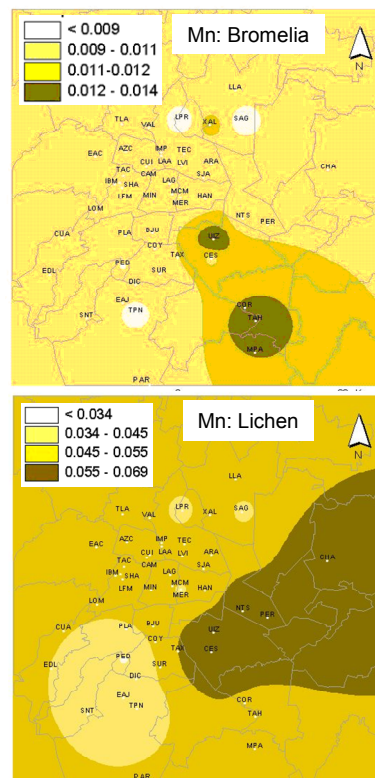 < 0.009
0.009 - 0.011
0.011-0.012
0.012 - 0.014
Mn: Bromelia
N
LLA
TLA VAL LPR XAL SAG
EAC AZC IMP TEC
CUI LAA LVI ARA CHA
TAC CAM SJA
IBM SHA LAG
LFM MIN MCM HAN
MER
LOM NTS PER
CUA PLA BJU UIZ
COY
EDL PED TAX CES
SUR
DIC
EAJ COR
SNT TPN TAH
MPA
PAR
< 0.034
0.034 - 0.045
0.045 - 0.055
0.055 - 0.069
Mn: Lichen
N
LLA
TLA VAL LPR XAL SAG
EAC AZC IMP TEC
CUI LAA LVI ARA CHA
TAC CAM
IBM SHA LAG SJA
LFM MIN MCM HAN
MER
LOM NTS PER
CUA PLA BJU UIZ
COY
EDL PED SUR TAX CES
DIC
EAJ COR
SNT TPN TAH
MPA
PAR